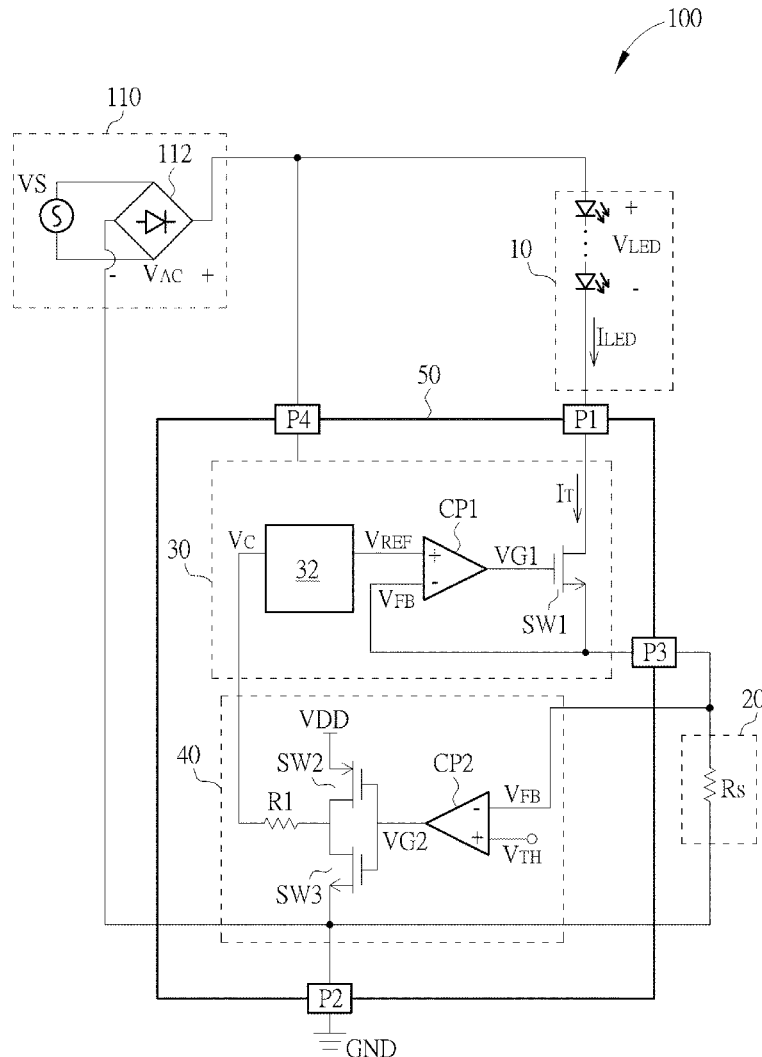 100
110
112
VS
- VAC +
10
+
VLED
-
ILED
50
P4
P1
30
VC
32
VREF
VFB
+
-
CP1
VG1
IT
SW1
P3
20
RS
40
VDD
SW2
R1
SW3
VG2
CP2
-
+
VFB
VTH
P2
GND